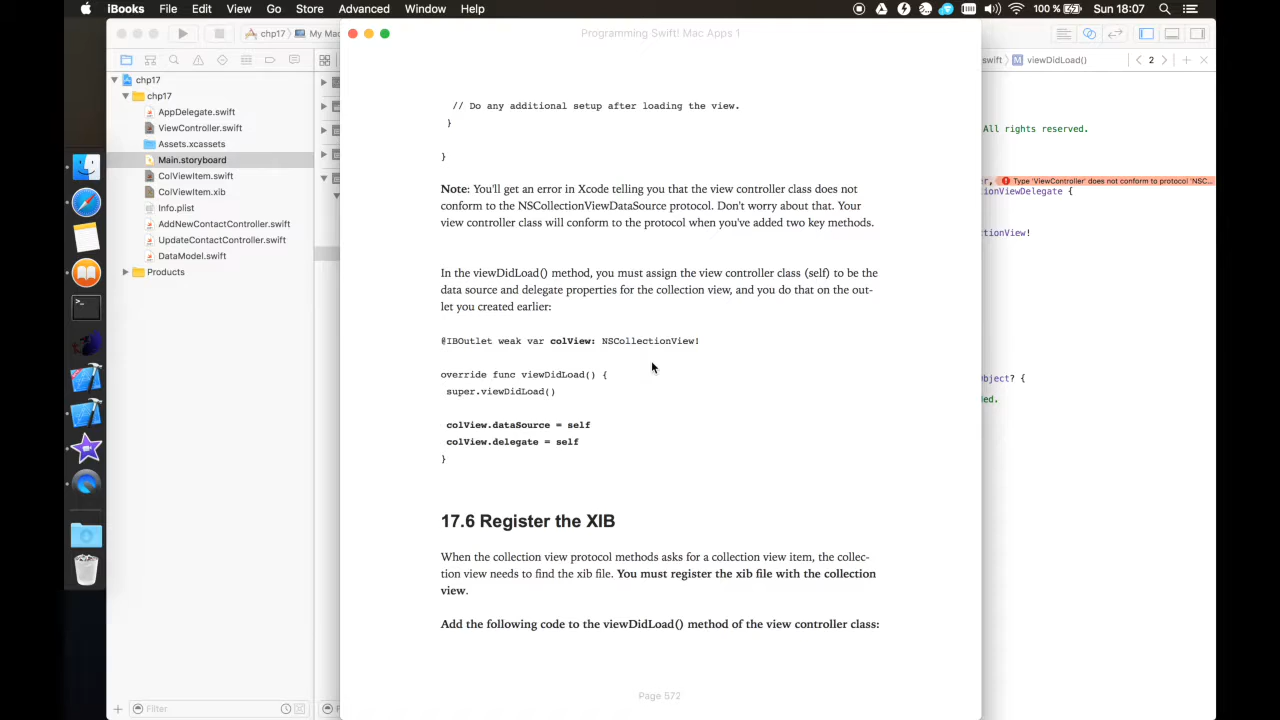 iBooks File Edit View Go Store Advanced Window Help
100 % Sun 18:07
chp17 My Mac
Programming Swift! Mac Apps 1
swift viewDidLoad() 2
chp17
chp17
AppDelegate.swift
ViewController.swift
Assets.xcassets
Main.storyboard
ColViewItem.swift
ColViewItem.xib
Info.plist
AddNewContactController.swift
UpdateContactController.swift
DataModel.swift
Products
Filter
// Do any additional setup after loading the view.
}
}
Note: You'll get an error in Xcode telling you that the view controller class does not
conform to the NSCollectionViewDataSource protocol. Don't worry about that. Your
view controller class will conform to the protocol when you've added two key methods.
In the viewDidLoad() method, you must assign the view controller class (self) to be the
data source and delegate properties for the collection view, and you do that on the out-
let you created earlier:
@IBOutlet weak var colView: NSCollectionView!
override func viewDidLoad() {
super.viewDidLoad()
colView.dataSource = self
colView.delegate = self
}
17.6 Register the XIB
When the collection view protocol methods asks for a collection view item, the collec-
tion view needs to find the xib file. You must register the xib file with the collection
view.
Add the following code to the viewDidLoad() method of the view controller class:
Page 572
All rights reserved.
er, Type 'ViewController' does not conform to protocol 'NSC...
ionViewDelegate {
ctionView!
Object? {
ded.